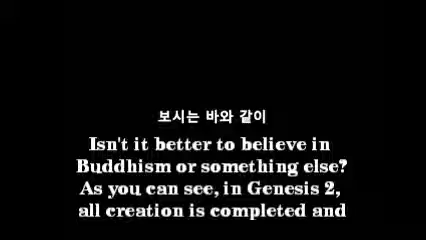 보시는 바와 같이
Isn't it better to believe in
Buddhism or something else?
As you can see, in Genesis 2,
all creation is completed and